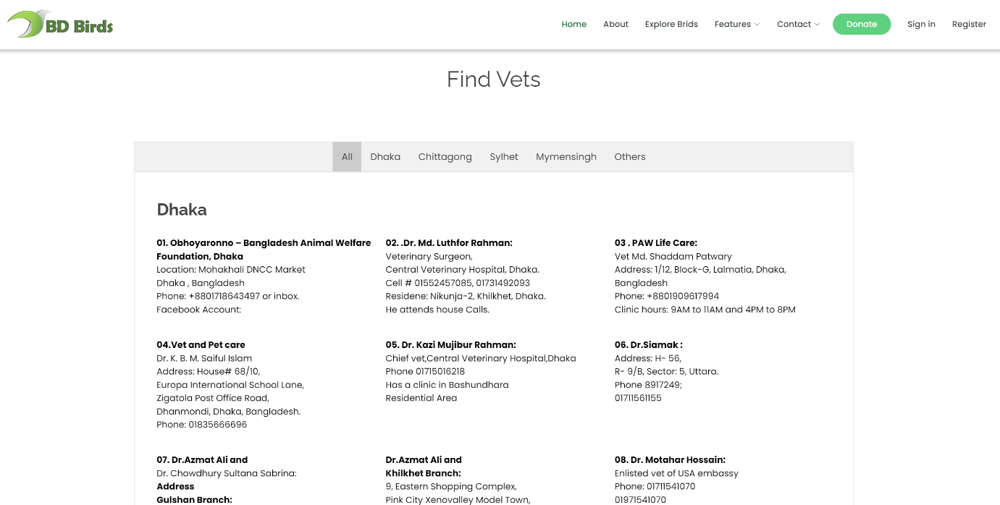 BD Birds
Home About Explore Brids Features Contact Donate Sign in Register
Find Vets
All Dhaka Chittagong Sylhet Mymensingh Others
Dhaka
01. Obhoyaronno – Bangladesh Animal Welfare
Foundation, Dhaka
Location: Mohakhali DNCC Market
Dhaka , Bangladesh
Phone: +8801718643497 or inbox.
Facebook Account:
02. .Dr. Md. Luthfor Rahman:
Veterinary Surgeon,
Central Veterinary Hospital, Dhaka.
Cell # 01552457085, 01731492093
Residene: Nikunja-2, Khilkhet, Dhaka.
He attends house Calls.
03 . PAW Life Care:
Vet Md. Shaddam Patwary
Address: 1/12, Block-G, Lalmatia, Dhaka,
Bangladesh
Phone: +8801909617994
Clinic hours: 9AM to 11AM and 4PM to 8PM
04.Vet and Pet care
Dr. K. B. M. Saiful Islam
Address: House# 68/10,
Europa International School Lane,
Zigatola Post Office Road,
Dhanmondi, Dhaka, Bangladesh.
Phone: 01835666696
05. Dr. Kazi Mujibur Rahman:
Chief vet,Central Veterinary Hospital,Dhaka
Phone 01715016218
Has a clinic in Bashundhara
Residential Area
06. Dr.Siamak :
Address: H- 56,
R- 9/B, Sector: 5, Uttara.
Phone 8917249;
01711561155
07. Dr.Azmat Ali and
Dr. Chowdhury Sultana Sabrina:
Address
Gulshan Branch:
Dr.Azmat Ali and
Khilkhet Branch:
9, Eastern Shopping Complex,
Pink City Xenovalley Model Town,
08. Dr. Motahar Hossain:
Enlisted vet of USA embassy
Phone: 01711541070
01971541070